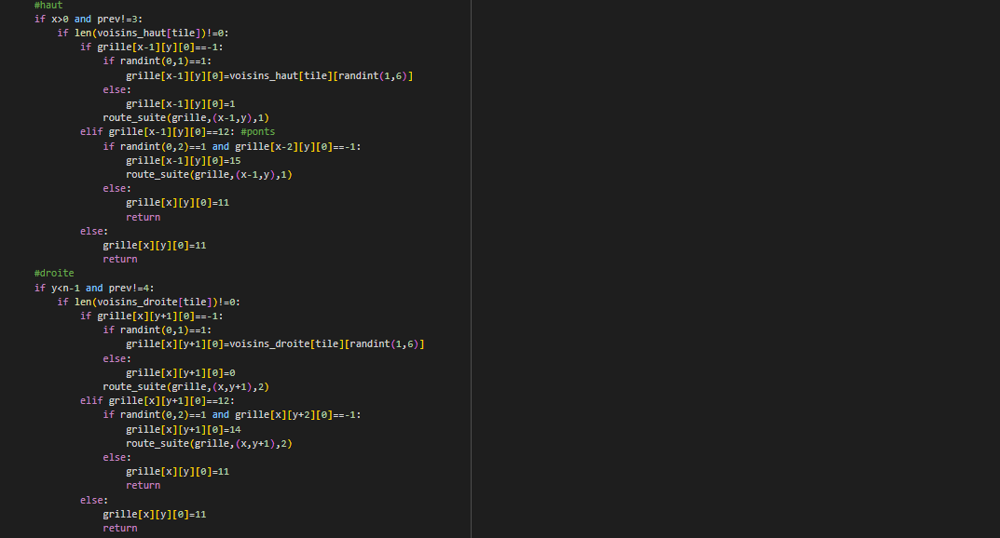 #haut
if x>0 and prev!=3:
    if len(voisins_haut[tile])!=0:
        if grille[x-1][y][0]==-1:
            if randint(0,1)==1:
                grille[x-1][y][0]=voisins_haut[tile][randint(1,6)]
            else:
                grille[x-1][y][0]=1
            route_suite(grille,(x-1,y),1)
        elif grille[x-1][y][0]==12: #ponts
            if randint(0,2)==1 and grille[x-2][y][0]==-1:
                grille[x-1][y][0]=15
                route_suite(grille,(x-1,y),1)
            else:
                grille[x][y][0]=11
                return
        else:
            grille[x][y][0]=11
            return
#droite
if y<n-1 and prev!=4:
    if len(voisins_droite[tile])!=0:
        if grille[x][y+1][0]==-1:
            if randint(0,1)==1:
                grille[x][y+1][0]=voisins_droite[tile][randint(1,6)]
            else:
                grille[x][y+1][0]=0
            route_suite(grille,(x,y+1),2)
        elif grille[x][y+1][0]==12:
            if randint(0,2)==1 and grille[x][y+2][0]==-1:
                grille[x][y+1][0]=14
                route_suite(grille,(x,y+1),2)
            else:
                grille[x][y][0]=11
                return
        else:
            grille[x][y][0]=11
            return